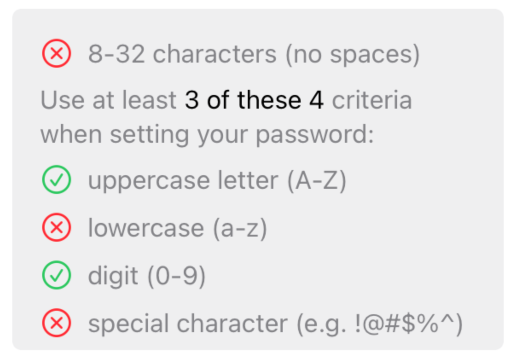 8-32 characters (no spaces)
Use at least 3 of these 4 criteria
when setting your password:
uppercase letter (A-Z)
lowercase (a-z)
digit (0-9)
special character (e.g. !@#$%^)